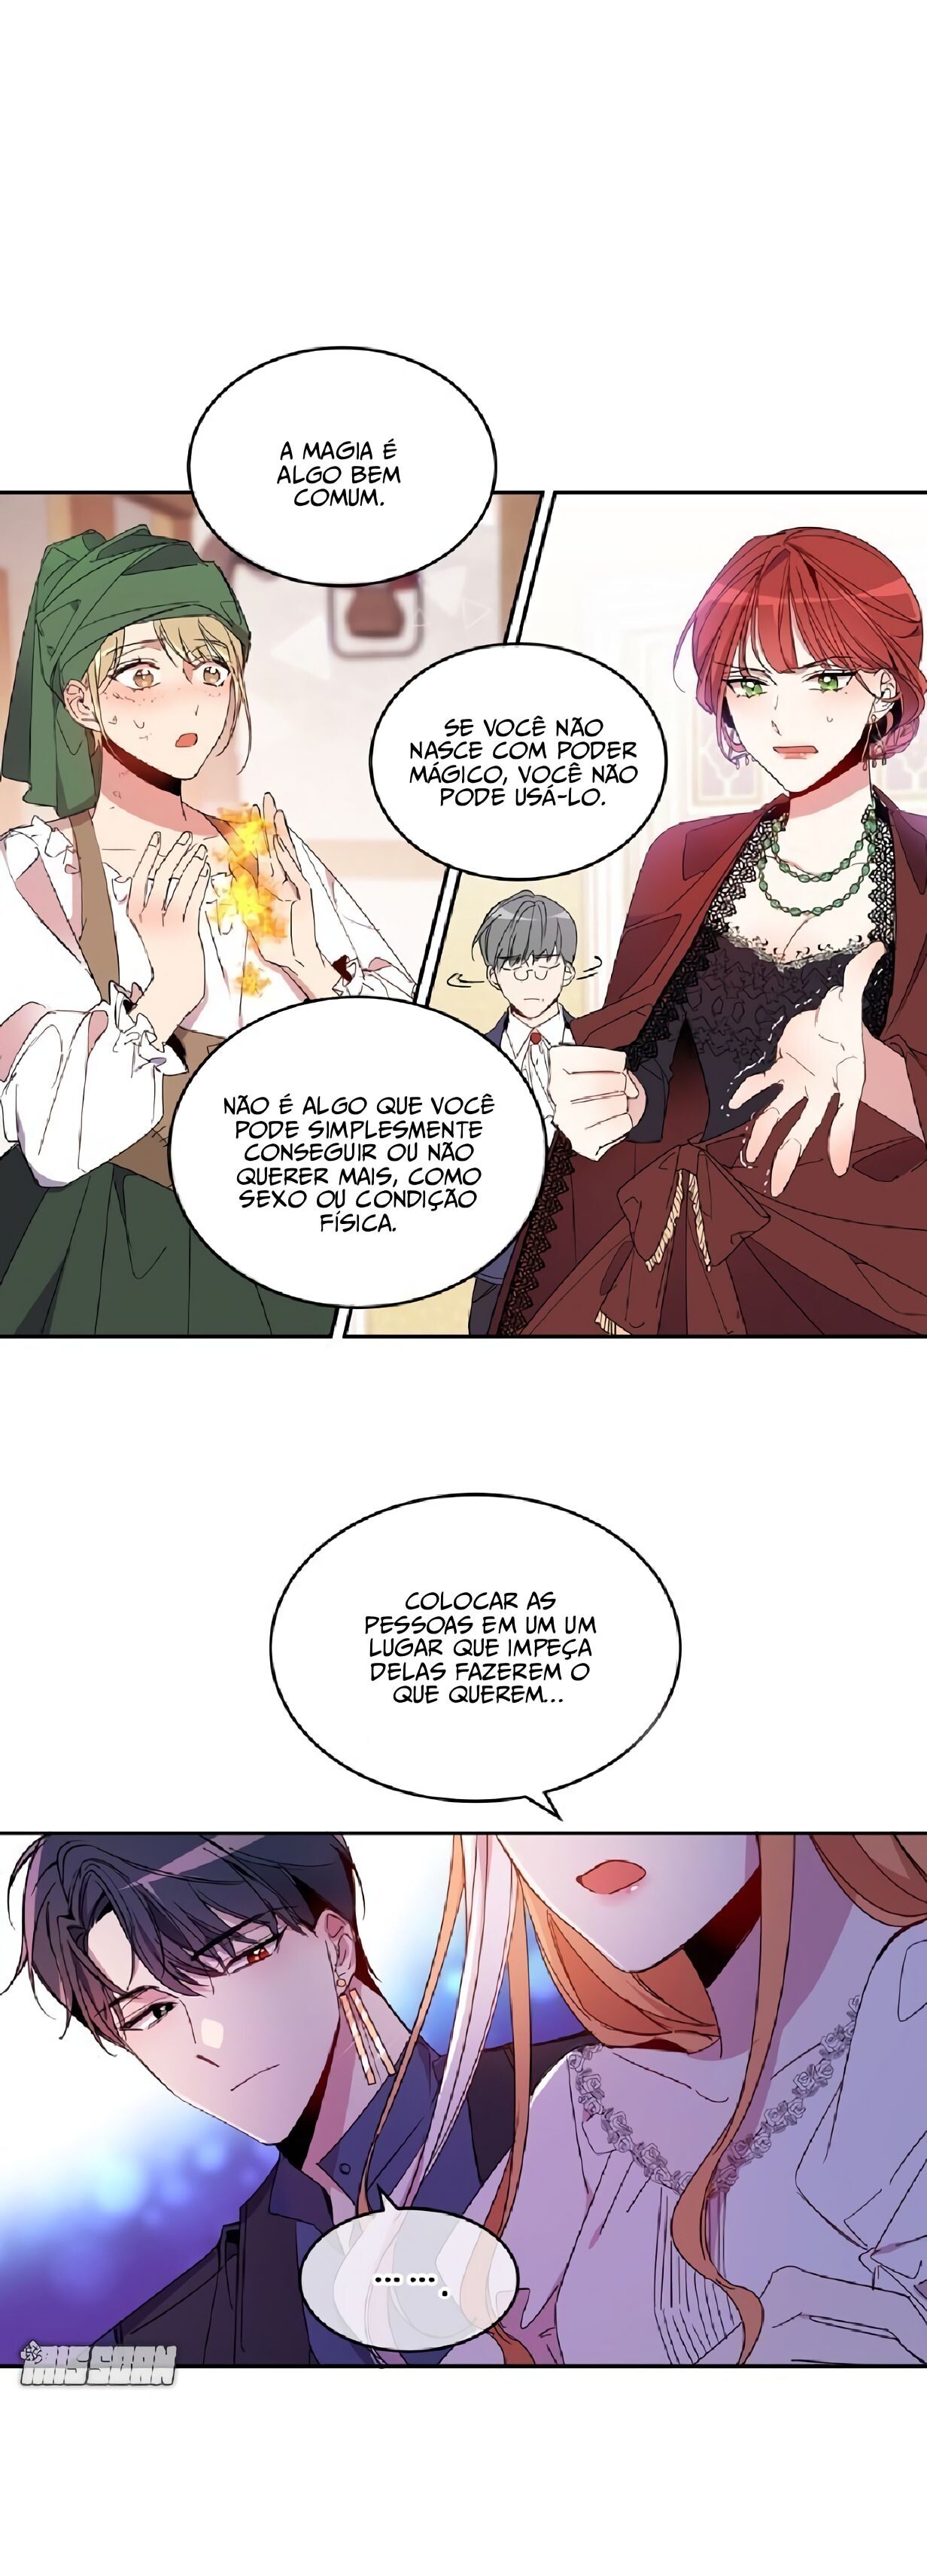 A MAGIA É
ALGO BEM
COMUM.
SE VOCÊ NÃO
NASCE COM PODER
MÁGICO, VOCÊ NÃO
PODE USÁ-LO.
NÃO É ALGO QUE VOCÊ
PODE SIMPLESMENTE
CONSEGUIR OU NÃO
QUERER MAIS, COMO
SEXO OU CONDIÇÃO
FÍSICA.
COLOCAR AS
PESSOAS EM UM UM
LUGAR QUE IMPEÇA
DELAS FAZEREM O
QUE QUEREM...
... ... .